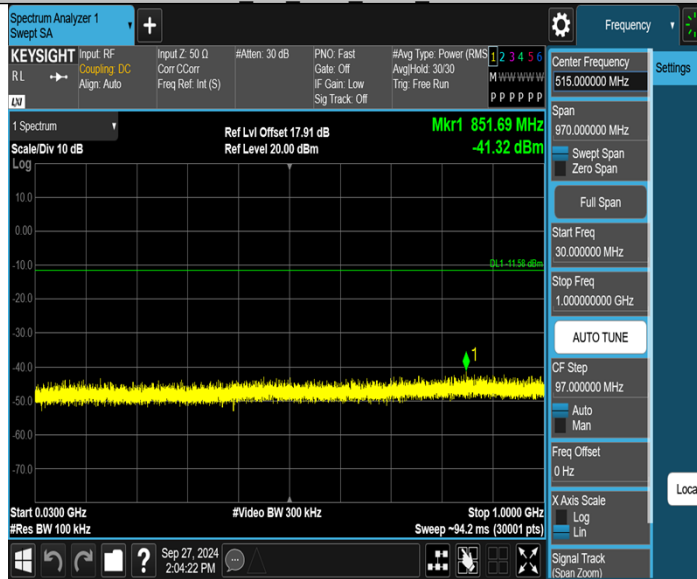 Spectrum Analyzer 1
Swept SA
+
Frequency
KEYSIGHT
RL
LXI
Input: RF
Coupling: DC
Align: Auto
Input Z: 50 Ω
Corr CCorr
Freq Ref: Int (S)
#Atten: 30 dB
PNO: Fast
Gate: Off
IF Gain: Low
Sig Track: Off
#Avg Type: Power (RMS
Avg|Hold: 30/30
Trig: Free Run
1 2 3 4 5 6
M W W W W W
P P P P P P
1 Spectrum
Scale/Div 10 dB
Log
Ref Lvl Offset 17.91 dB
Ref Level 20.00 dBm
Mkr1 851.69 MHz
-41.32 dBm
10.0
0.00
-10.0
-20.0
-30.0
-40.0
-50.0
-60.0
-70.0
DL1 -11.58 dBm
1
Start 0.0300 GHz
#Res BW 100 kHz
#Video BW 300 kHz
Stop 1.0000 GHz
Sweep ~94.2 ms (30001 pts)
?
Sep 27, 2024
2:04:22 PM
Center Frequency
515.000000 MHz
Span
970.000000 MHz
Swept Span
Zero Span
Full Span
Start Freq
30.000000 MHz
Stop Freq
1.000000000 GHz
AUTO TUNE
CF Step
97.000000 MHz
Auto
Man
Freq Offset
0 Hz
X Axis Scale
Log
Lin
Signal Track
(Span Zoom)
Settings
Loca